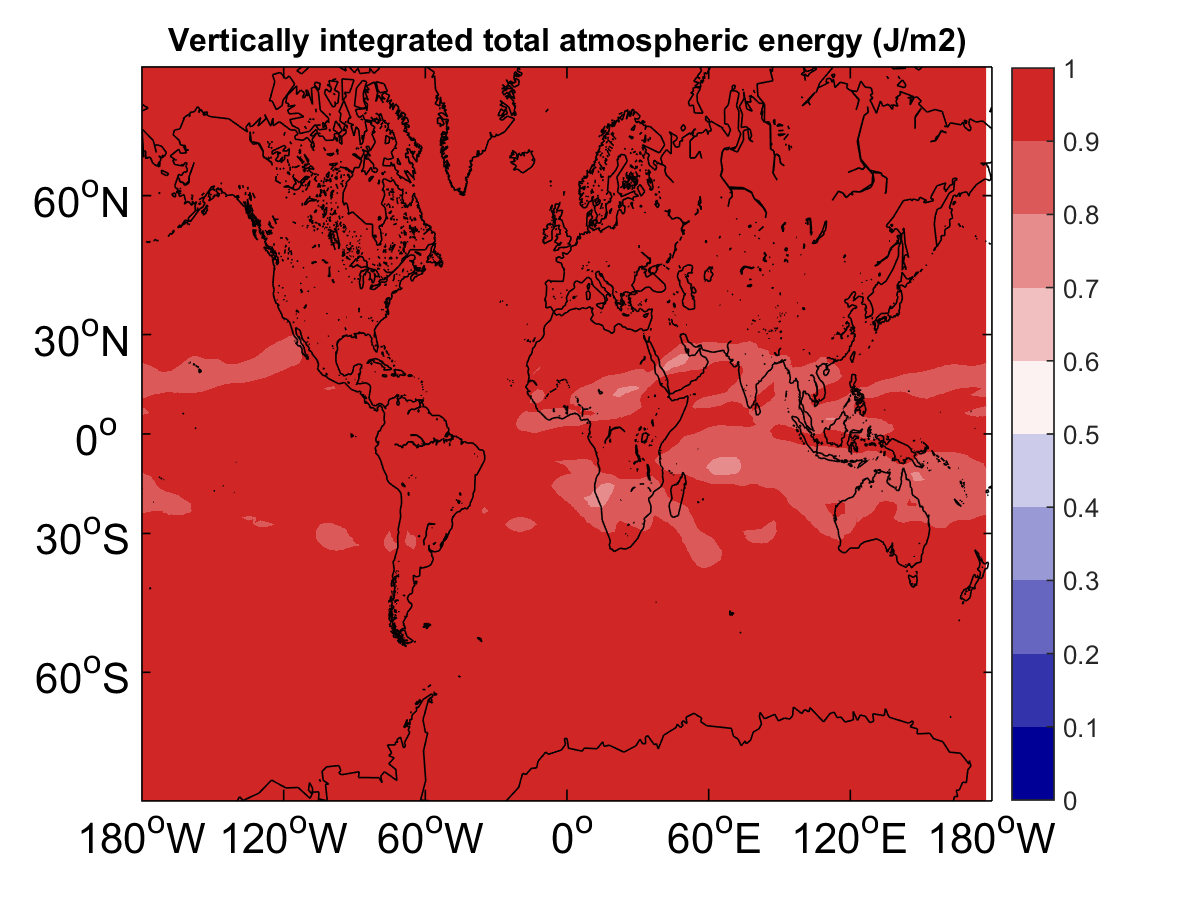 Vertically integrated total atmospheric energy (J/m2)
1
0.9
0.8
0.7
0.6
0.5
0.4
0.3
0.2
0.1
0
60°N
30°N
0°
30°S
60°S
180°W 120°W 60°W 0° 60°E 120°E 180°W